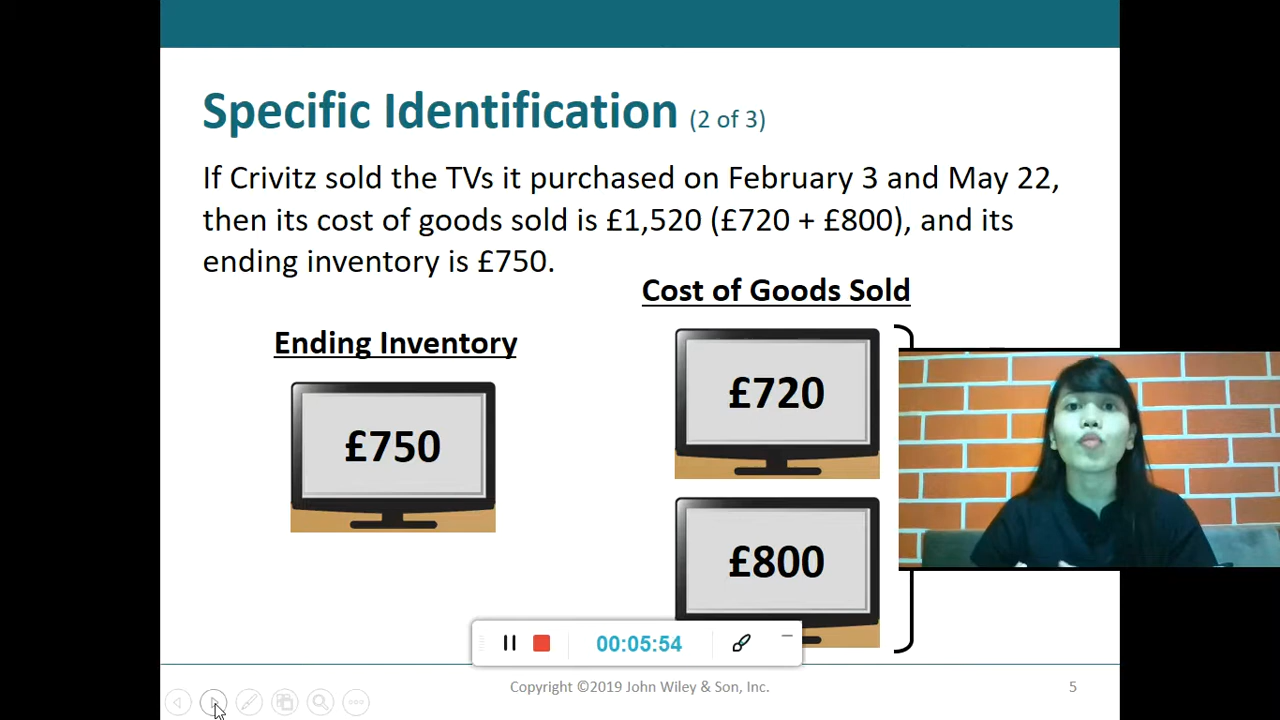 Specific Identification (2 of 3)
If Crivitz sold the TVs it purchased on February 3 and May 22,
then its cost of goods sold is £1,520 (£720 + £800), and its
ending inventory is £750.
Cost of Goods Sold
Ending Inventory
£720
£750
£800
00:05:54
Copyright ©2019 John Wiley & Son, Inc.
5